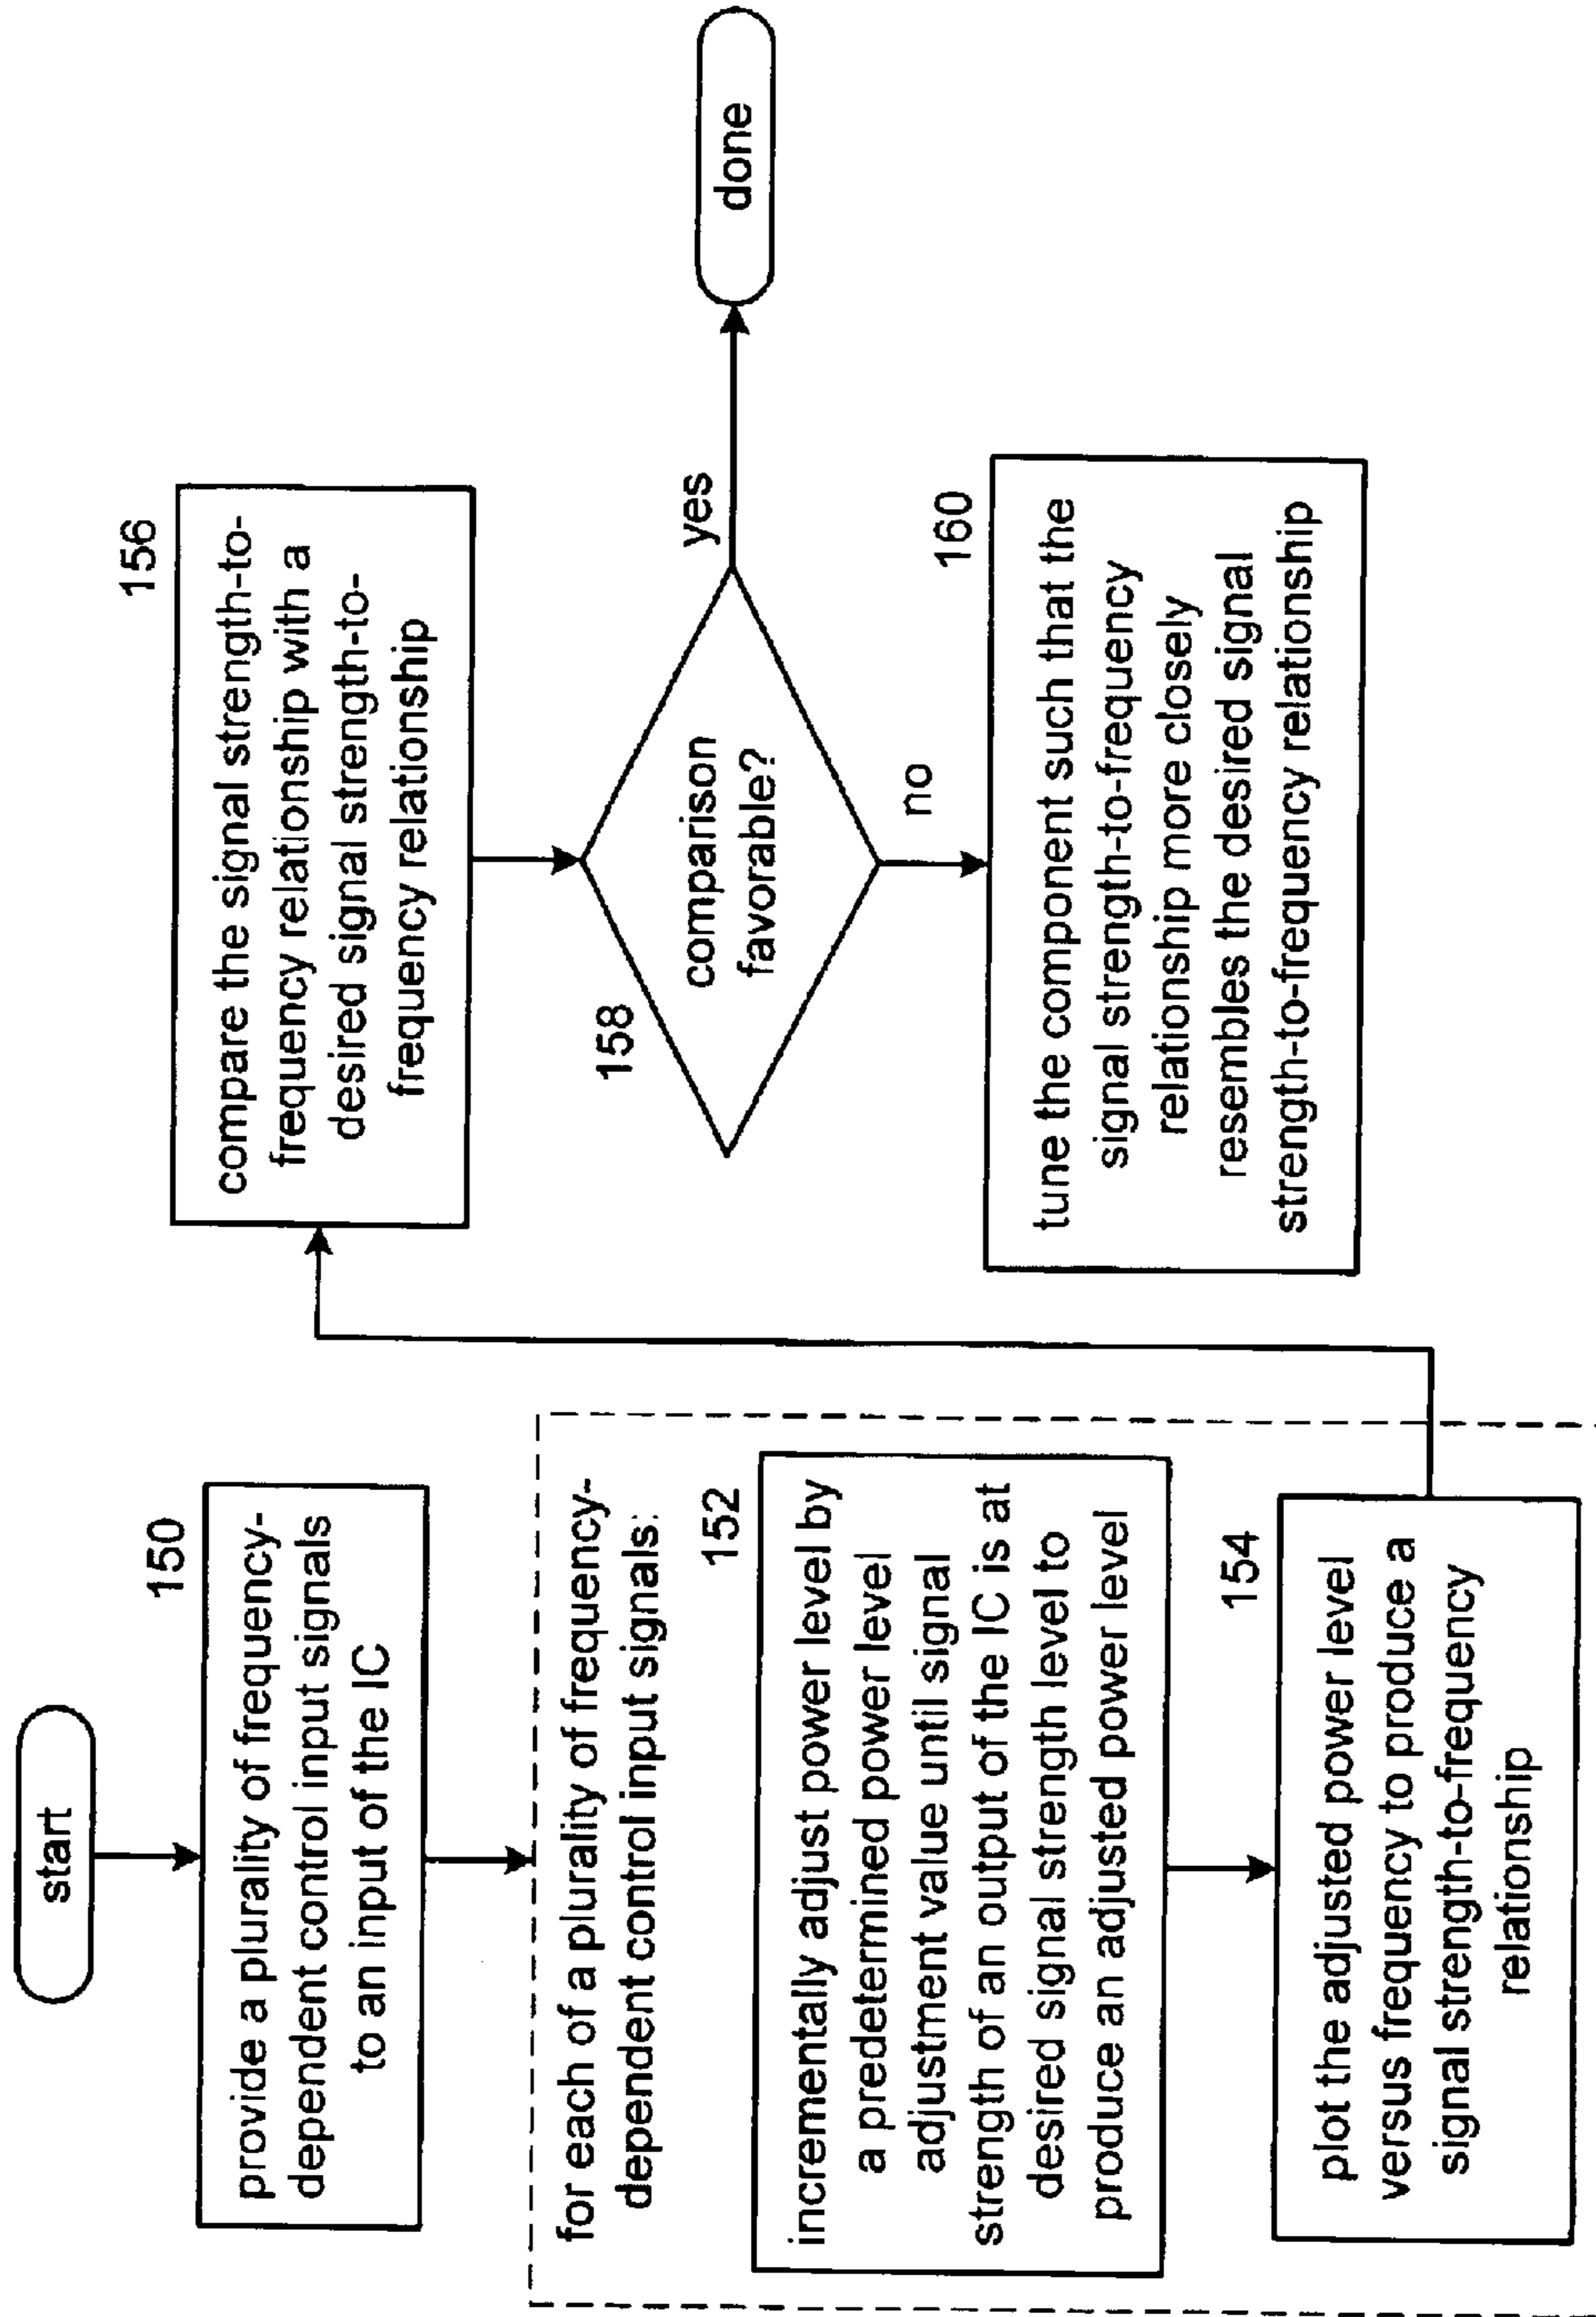 start
150
provide a plurality of frequency-
dependent control input signals
to an input of the IC
for each of a plurality of frequency-
dependent control input signals:
152
incrementally adjust power level by
a predetermined power level
adjustment value until signal
strength of an output of the IC is at
desired signal strength level to
produce an adjusted power level
154
plot the adjusted power level
versus frequency to produce a
signal strength-to-frequency
relationship
156
compare the signal strength-to-
frequency relationship with a
desired signal strength-to-
frequency relationship
158
comparison
favorable?
yes
done
no
160
tune the component such that the
signal strength-to-frequency
relationship more closely
resembles the desired signal
strength-to-frequency relationship